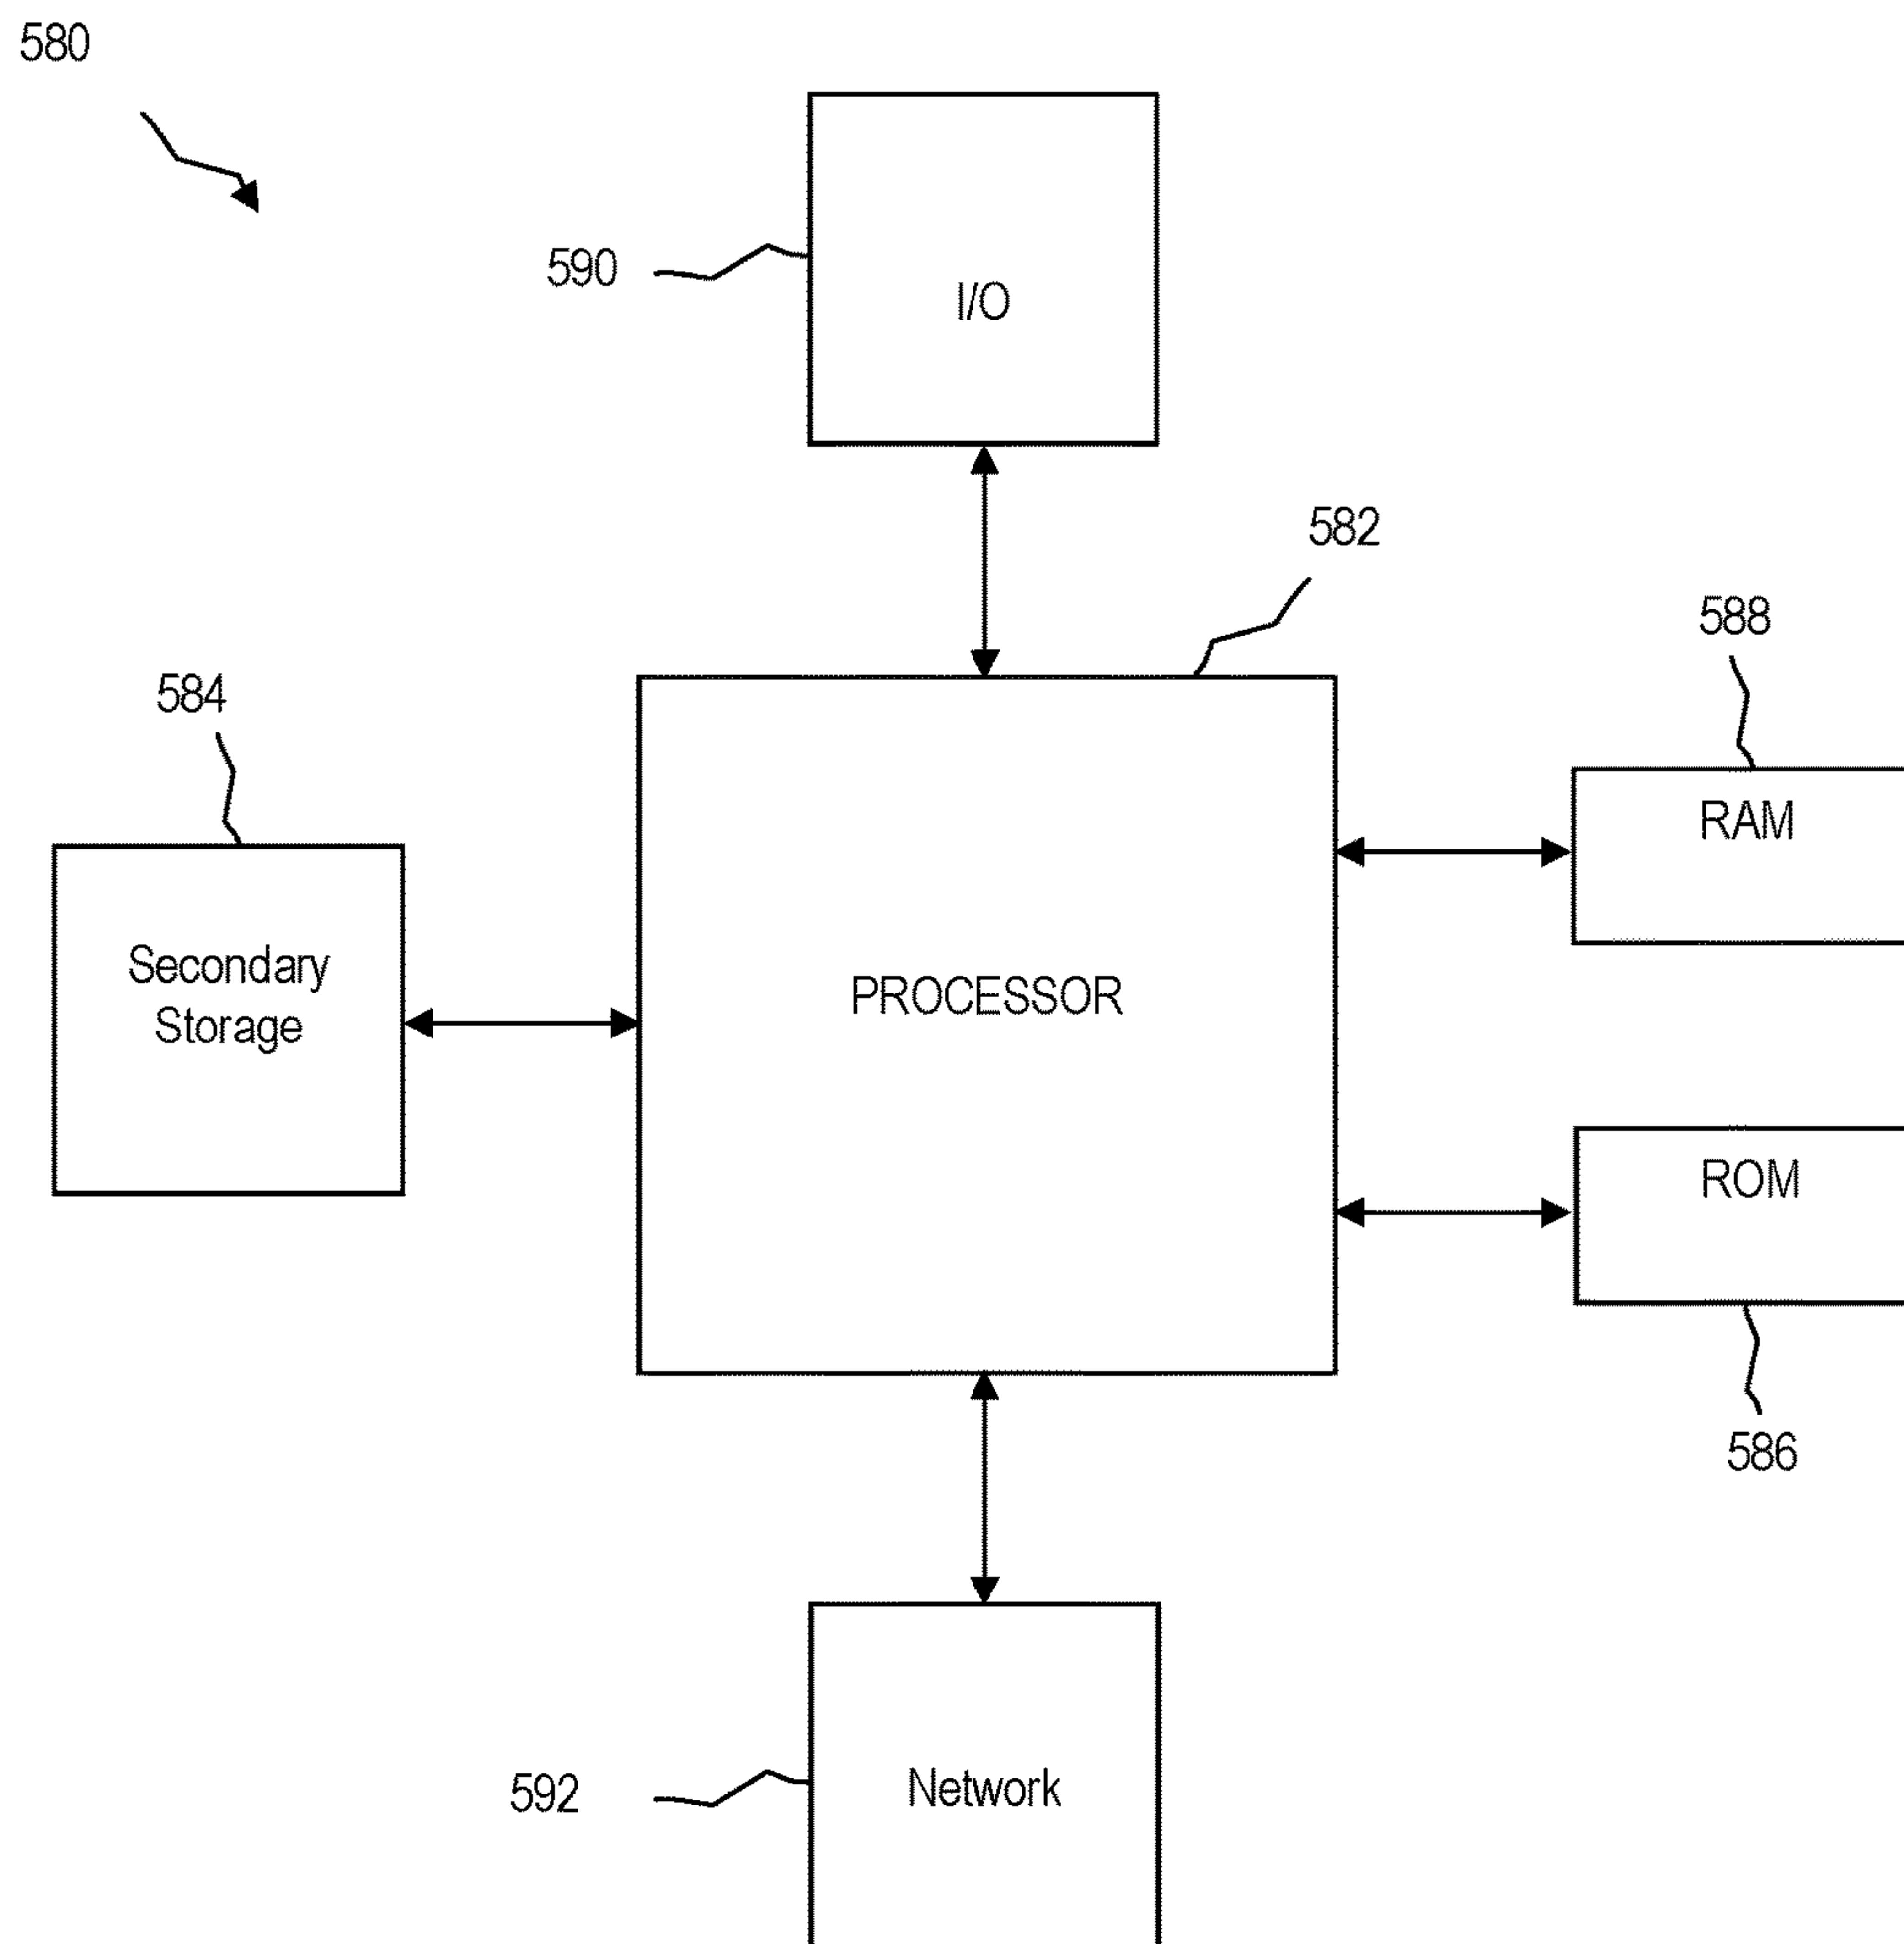 580
590
I/O
582
588
584
RAM
Secondary
Storage
PROCESSOR
ROM
586
592
Network